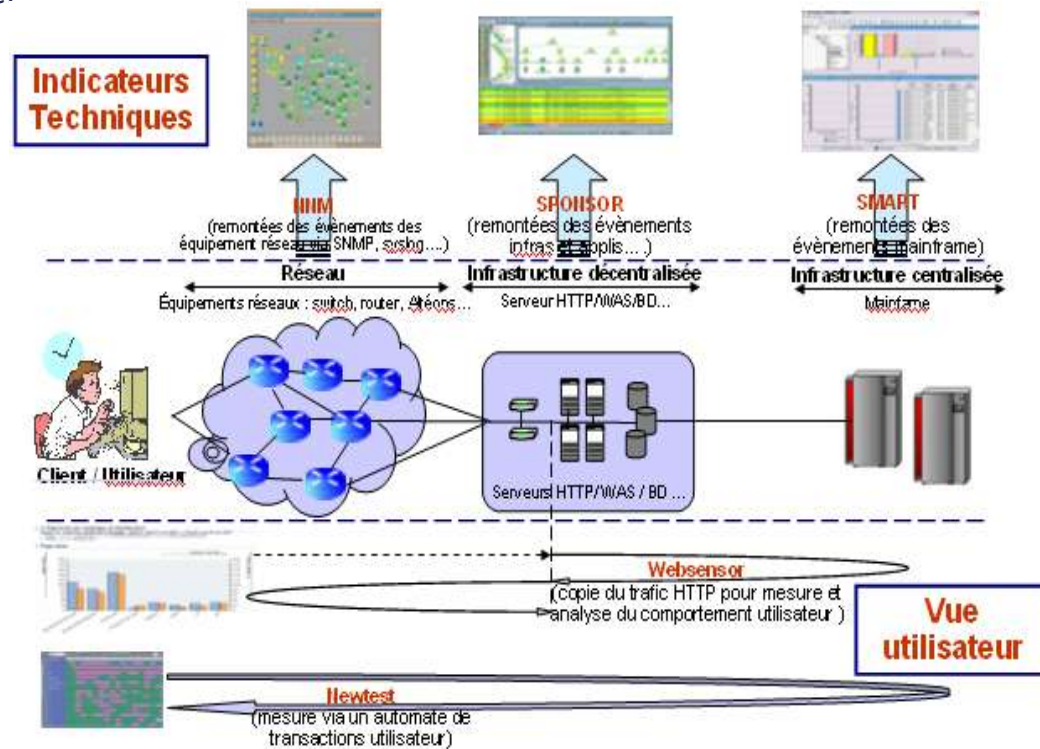 Indicateurs
Techniques
NNM
(remontées des évènements des
équipement réseau via SNMP, syslog....)
SPONSOR
(remontées des évènements
infras et applis... )
SMART
(remontées des
évènements mainframe)
Réseau
Équipements réseaux : switch, router, Altéons...
Infrastructure décentralisée
Serveur HTTP/WAS/BD...
Infrastructure centralisée
Mainfame
Client / Utilisateur
Serveurs HTTP/WAS / BD ...
Websensor
(copie du trafic HTTP pour mesure et
analyse du comportement utilisateur )
Vue
utilisateur
Newtest
(mesure via un automate de
transactions utilisateur)